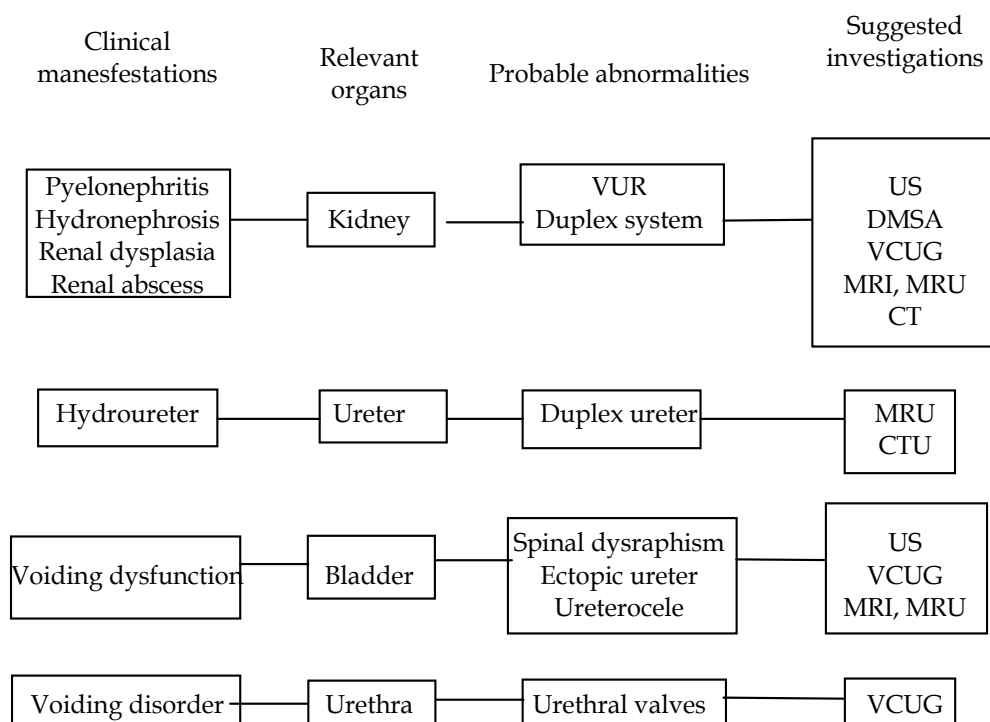 Clinical
manesfestations
Relevant
organs
Probable abnormalities
Suggested
investigations
Pyelonephritis
Hydronephrosis
Renal dysplasia
Renal abscess
Kidney
VUR
Duplex system
US
DMSA
VCUG
MRI, MRU
CT
Hydroureter
Ureter
Duplex ureter
MRU
CTU
Voiding dysfunction
Bladder
Spinal dysraphism
Ectopic ureter
Ureterocele
US
VCUG
MRI, MRU
Voiding disorder
Urethra
Urethral valves
VCUG